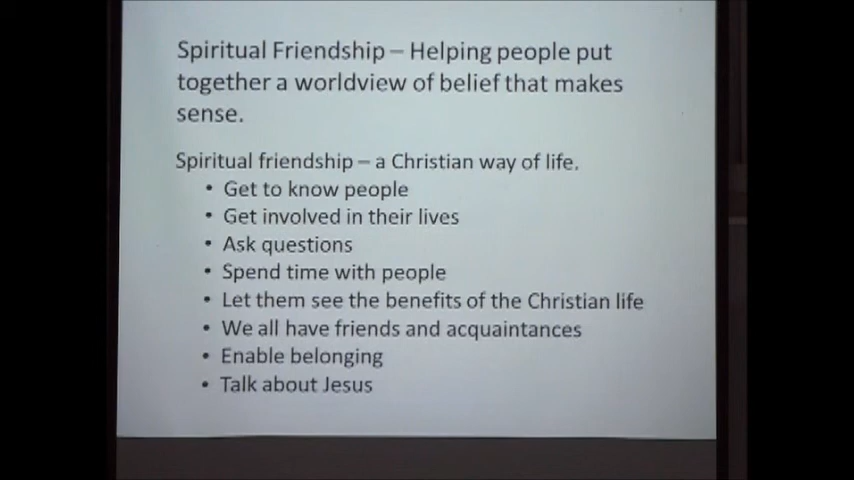 Spiritual Friendship – Helping people put
together a worldview of belief that makes
sense.
Spiritual friendship – a Christian way of life.
• Get to know people
• Get involved in their lives
• Ask questions
• Spend time with people
• Let them see the benefits of the Christian life
• We all have friends and acquaintances
• Enable belonging
• Talk about Jesus